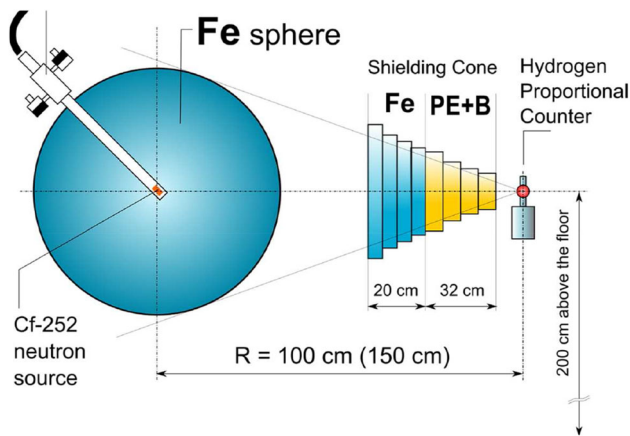 Fe sphere
Shielding Cone
Fe
PE+B
Hydrogen
Proportional
Counter
20 cm
32 cm
Cf-252
neutron
source
R = 100 cm (150 cm)
200 cm above the floor